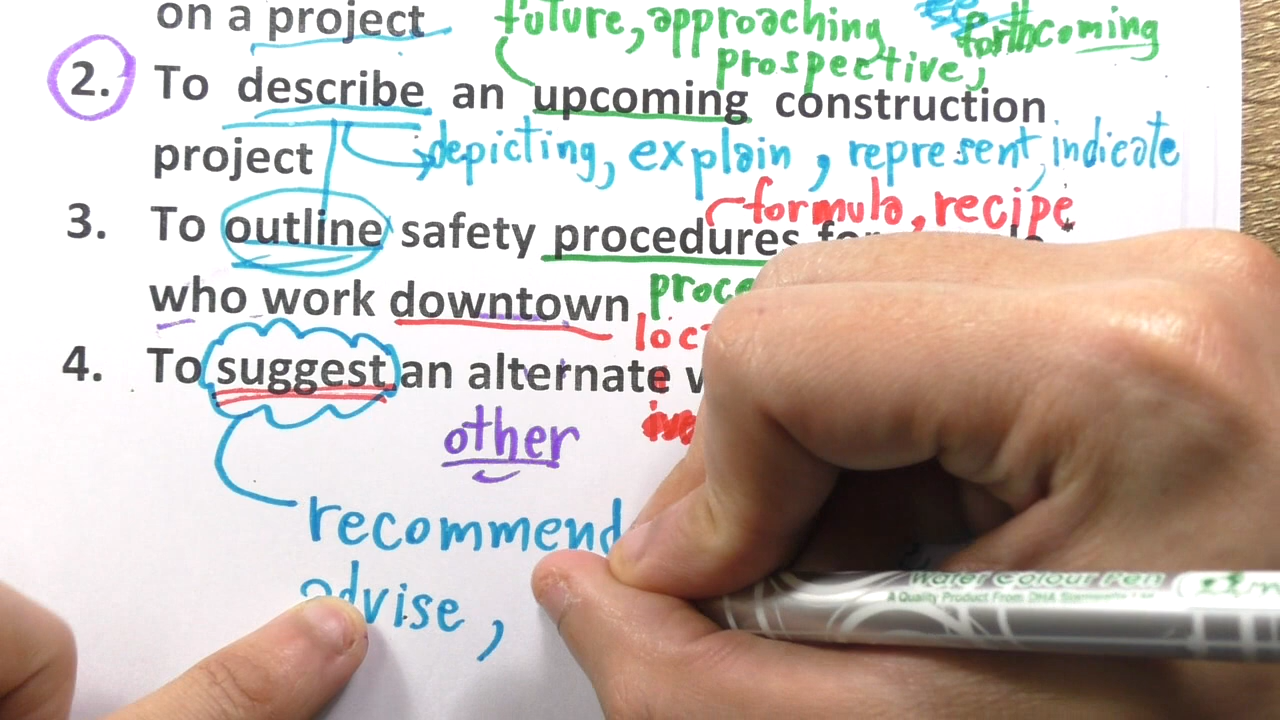 on a project future, approaching forthcoming
prospective,
2. To describe an upcoming construction
project depicting, explain, represent, indicate
formula, recipe
3. To outline safety procedures
who work downtown
4. To suggest an alternate
other
recommend
advise,
Water Colour Pen
A Quality Product From DHA